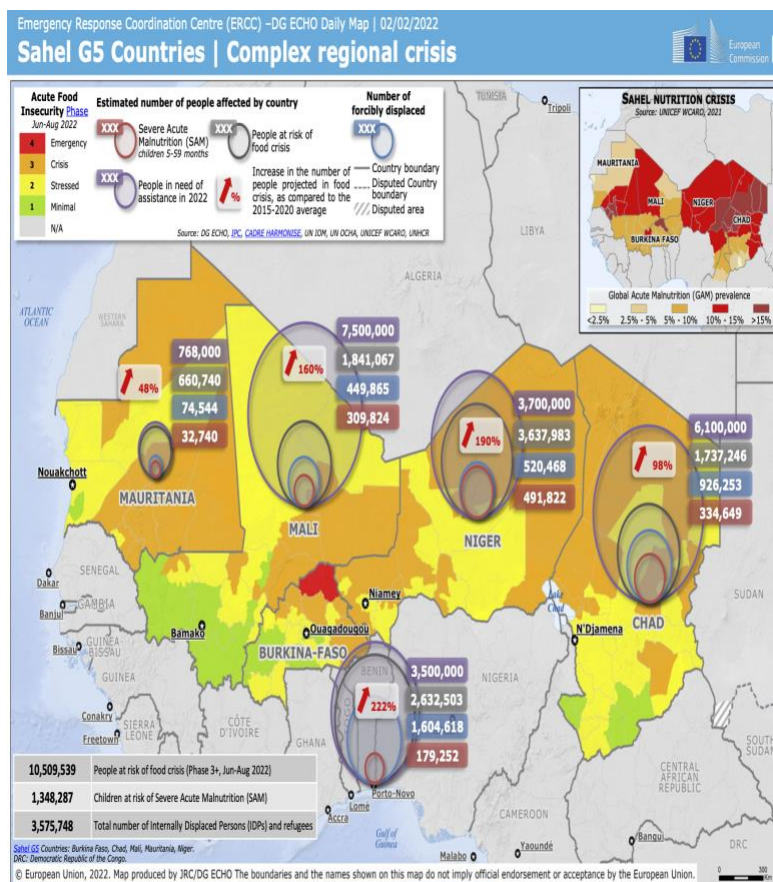 Emergency Response Coordination Centre (ERCC) –DG ECHO Daily Map | 02/02/2022
Sahel G5 Countries | Complex regional crisis
European
Commission
Acute Food
Insecurity Phase
Jun-Aug 2022
4 Emergency
3 Crisis
2 Stressed
1 Minimal
N/A
Estimated number of people affected by country
XXX
Severe Acute
Malnutrition (SAM)
children 5-59 months
XXX
People at risk of
food crisis
XXX
People in need of
assistance in 2022
%
Increase in the number of
people projected in food
crisis, as compared to the
2015-2020 average
Number of
forcibly displaced
XXX
Country boundary
Disputed Country
boundary
Disputed area
Source: DG ECHO, IPC, CADRE HARMONISE, UN IOM, UN OCHA, UNICEF WCARO, UNHCR
SAHEL NUTRITION CRISIS
Source: UNICEF WCARO, 2021
MAURITANIA
MALI
NIGER
CHAD
BURKINA FASO
Global Acute Malnutrition (GAM) prevalence
<2.5% 2.5% - 5% 5% - 10% 10% - 15% >15%
TUNISIA
Tripoli
LIBYA
ALGERIA
ATLANTIC
OCEAN
WESTERN
SAHARA
768,000
660,740
74,544
32,740
48%
7,500,000
1,841,067
449,865
309,824
160%
3,700,000
3,637,983
520,468
491,822
190%
6,100,000
1,737,246
926,253
334,649
98%
Nouakchott
MAURITANIA
MALI
NIGER
CHAD
SENEGAL
Dakar
Banjul
GAMBIA
Bissau
GUINEA-
BISSAU
GUINEA
Bamako
Ouagadougou
Niamey
BURKINA-FASO
Lake
Chad
N'Djamena
SUDAN
Conakry
Freetown
SIERRA
LEONE
CÔTE
D'IVOIRE
GHANA
TOGO
BENIN
NIGERIA
3,500,000
2,632,503
1,604,618
179,252
222%
Accra
Lomé
Porto-Novo
Gulf of
Guinea
CAMEROON
CENTRAL
AFRICAN
REPUBLIC
SOUTH
SUDAN
Malabo
Yaoundé
Bangui
DRC
10,509,539 People at risk of food crisis (Phase 3+, Jun-Aug 2022)
1,348,287 Children at risk of Severe Acute Malnutrition (SAM)
3,575,748 Total number of Internally Displaced Persons (IDPs) and refugees
Sahel G5 Countries: Burkina Faso, Chad, Mali, Mauritania, Niger.
DRC: Democratic Republic of the Congo.
© European Union, 2022. Map produced by JRC/DG ECHO The boundaries and the names shown on this map do not imply official endorsement or acceptance by the European Union.
0 300